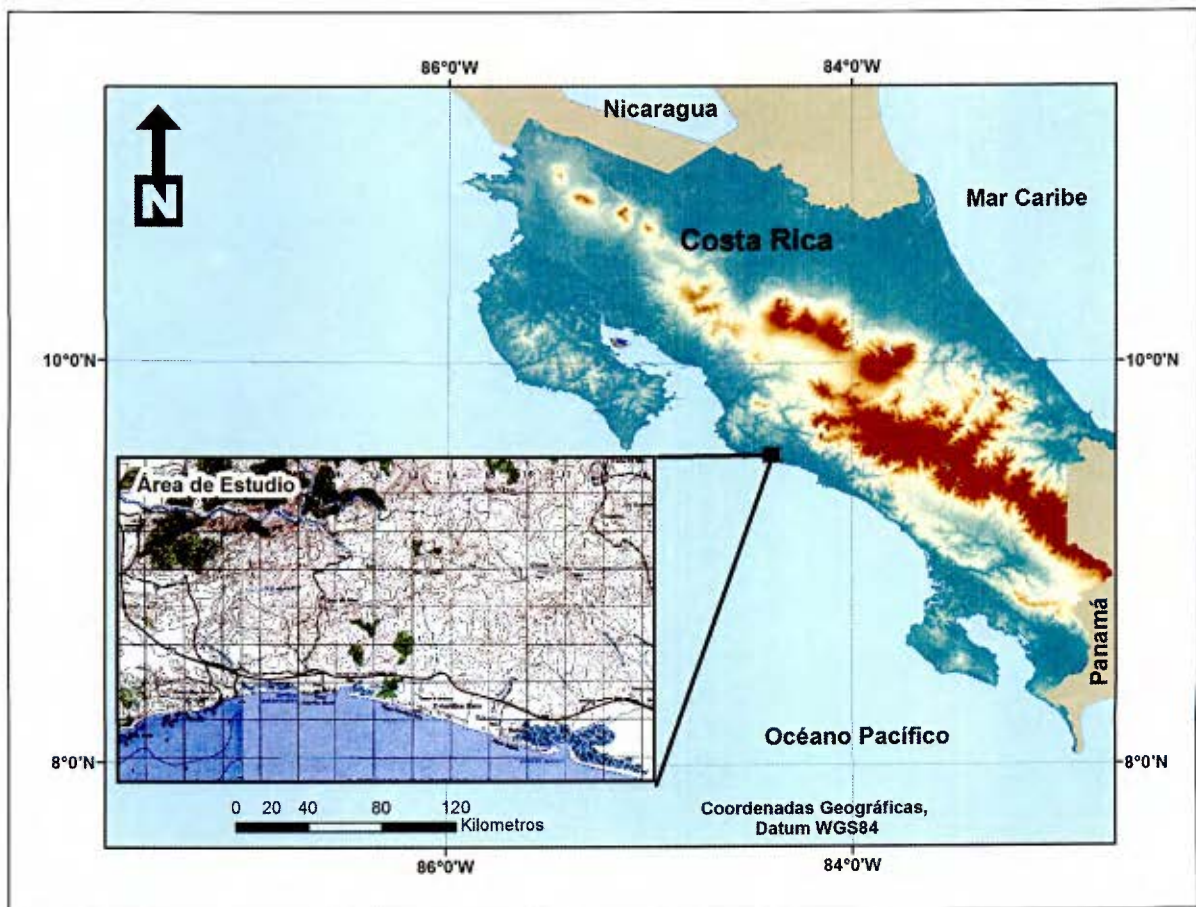 86°0'W
84°0'W
Nicaragua
N
Mar Caribe
Costa Rica
10°0'N
10°0'N
Área de Estudio
Panamá
Océano Pacífico
8°0'N
8°0'N
0 20 40 80 120
Kilometros
Coordenadas Geográficas,
Datum WGS84
86°0'W
84°0'W